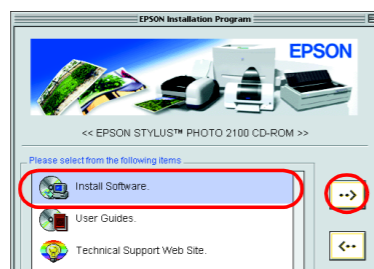 EPSON Installation Program
EPSON
<< EPSON STYLUS™ PHOTO 2100 CD-ROM >>
Please select from the following items
Install Software.
User Guides.
Technical Support Web Site.
-->
<--